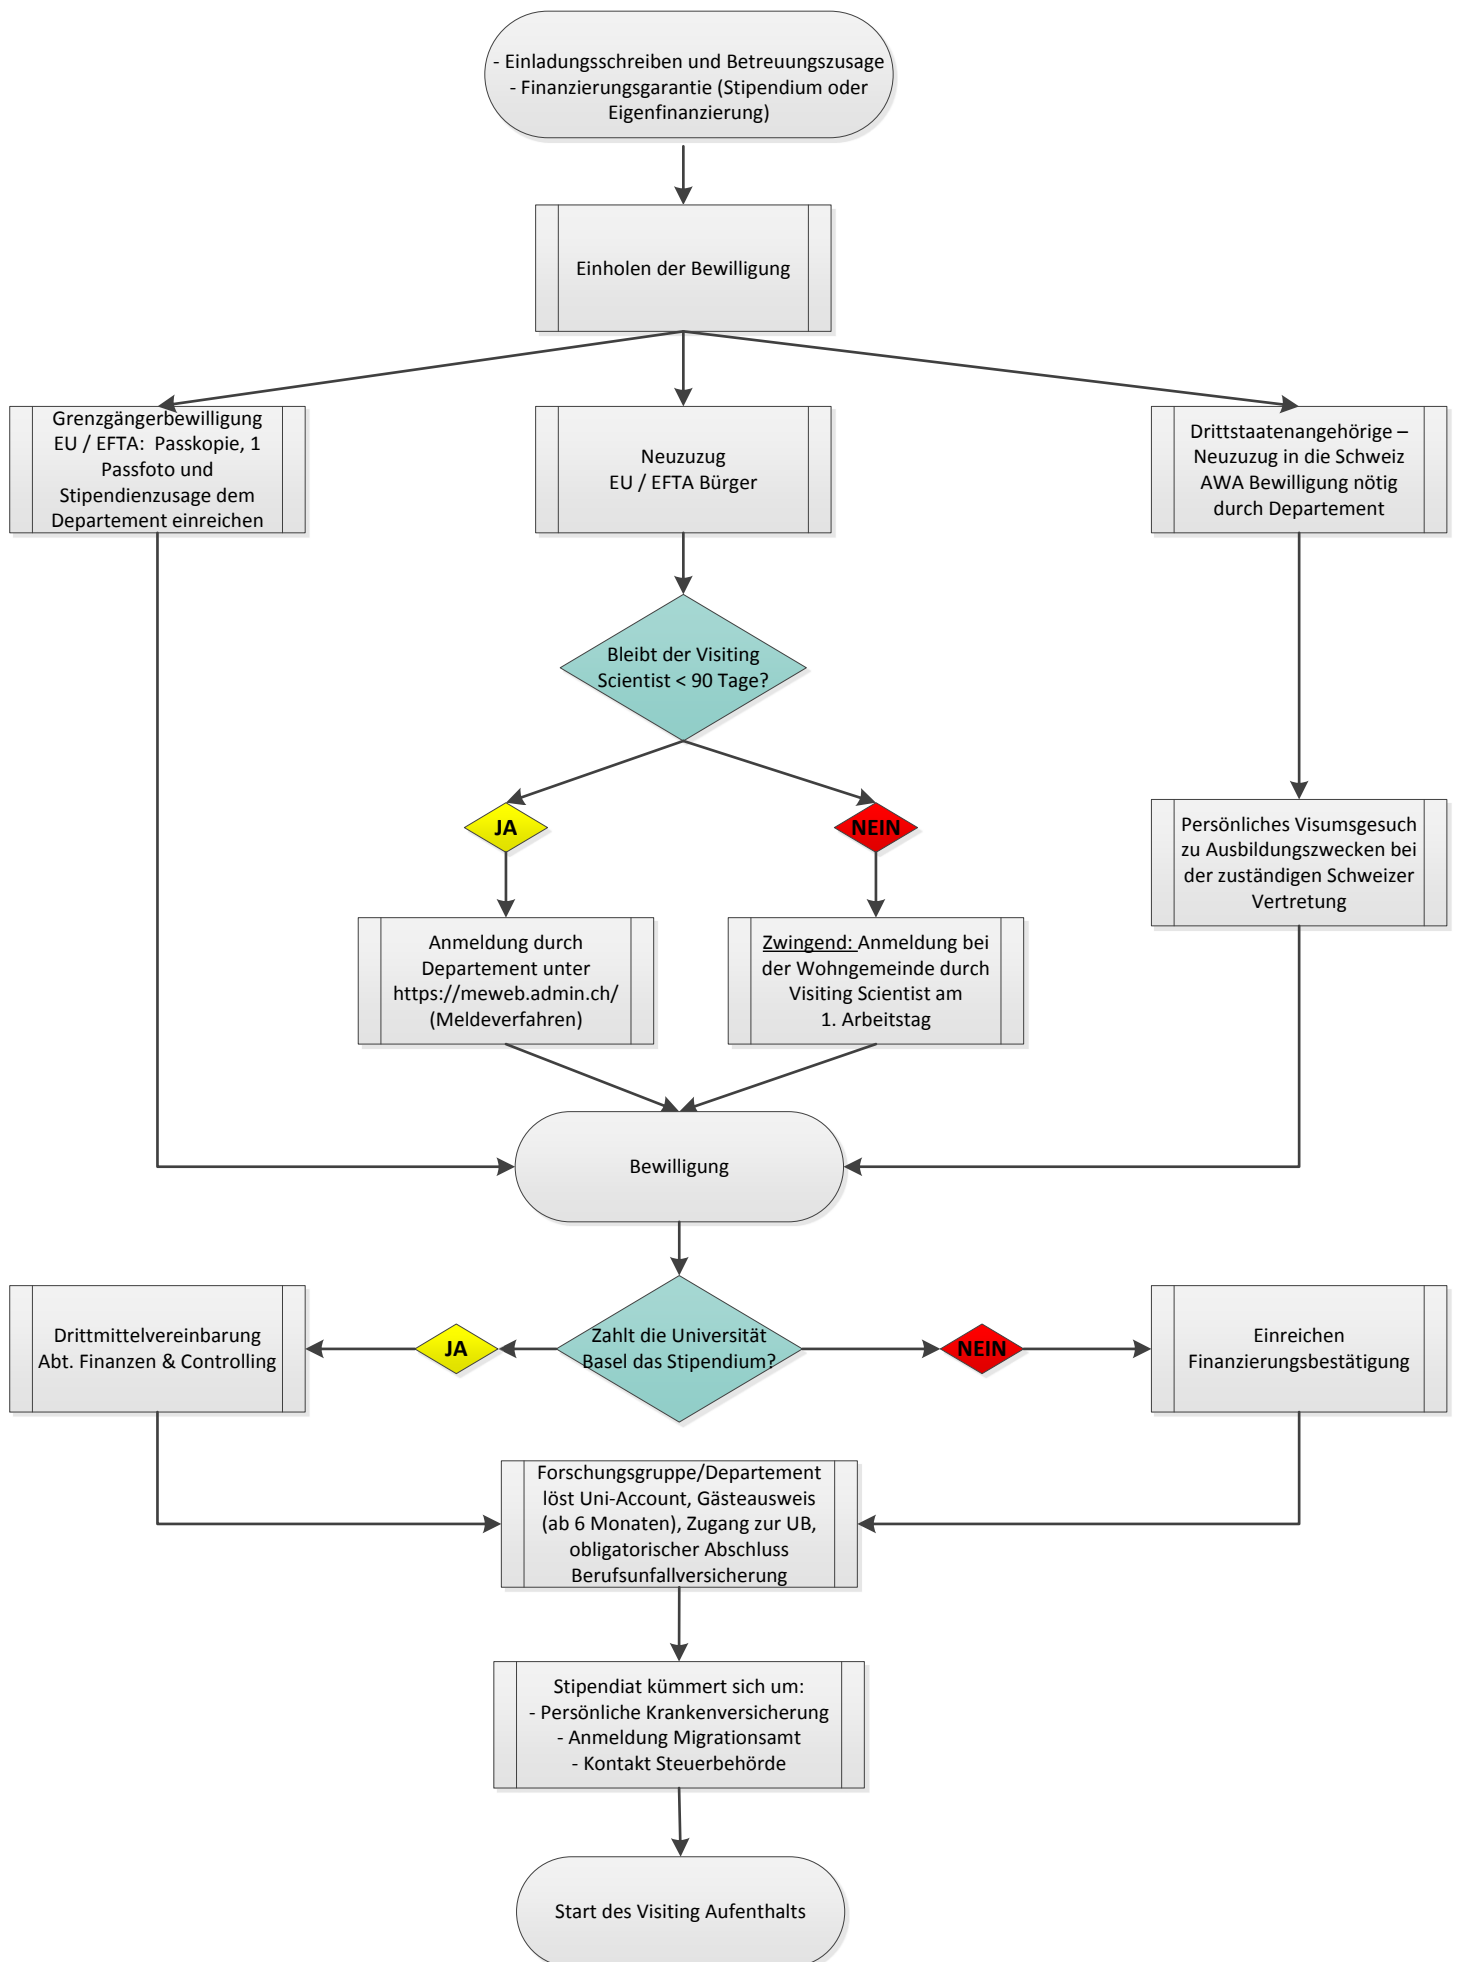 - Einladungsschreiben und Betreuungszusage
- Finanzierungsgarantie (Stipendium oder
Eigenfinanzierung)
Einholen der Bewilligung
Grenzgängerbewilligung
EU / EFTA:  Passkopie, 1
Passfoto und
Stipendienzusage dem
Departement einreichen
Neuzuzug
EU / EFTA Bürger
Drittstaatenangehörige –
Neuzuzug in die Schweiz
AWA Bewilligung nötig
durch Departement
Bleibt der Visiting
Scientist < 90 Tage?
JA
NEIN
Persönliches Visumsgesuch
zu Ausbildungszwecken bei
der zuständigen Schweizer
Vertretung
Anmeldung durch
Departement unter
https://meweb.admin.ch/
(Meldeverfahren)
Zwingend: Anmeldung bei
der Wohngemeinde durch
Visiting Scientist am
1. Arbeitstag
Bewilligung
Drittmittelvereinbarung
Abt. Finanzen & Controlling
JA
Zahlt die Universität
Basel das Stipendium?
NEIN
Einreichen
Finanzierungsbestätigung
Forschungsgruppe/Departement
löst Uni-Account, Gästeausweis
(ab 6 Monaten), Zugang zur UB,
obligatorischer Abschluss
Berufsunfallversicherung
Stipendiat kümmert sich um:
- Persönliche Krankenversicherung
- Anmeldung Migrationsamt
- Kontakt Steuerbehörde
Start des Visiting Aufenthalts